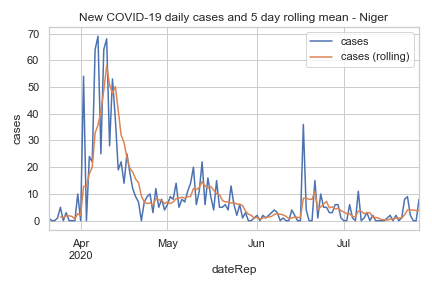 New COVID-19 daily cases and 5 day rolling mean - Niger
cases
cases (rolling)
cases
70
60
50
40
30
20
10
0
Apr
2020
May
Jun
Jul
dateRep